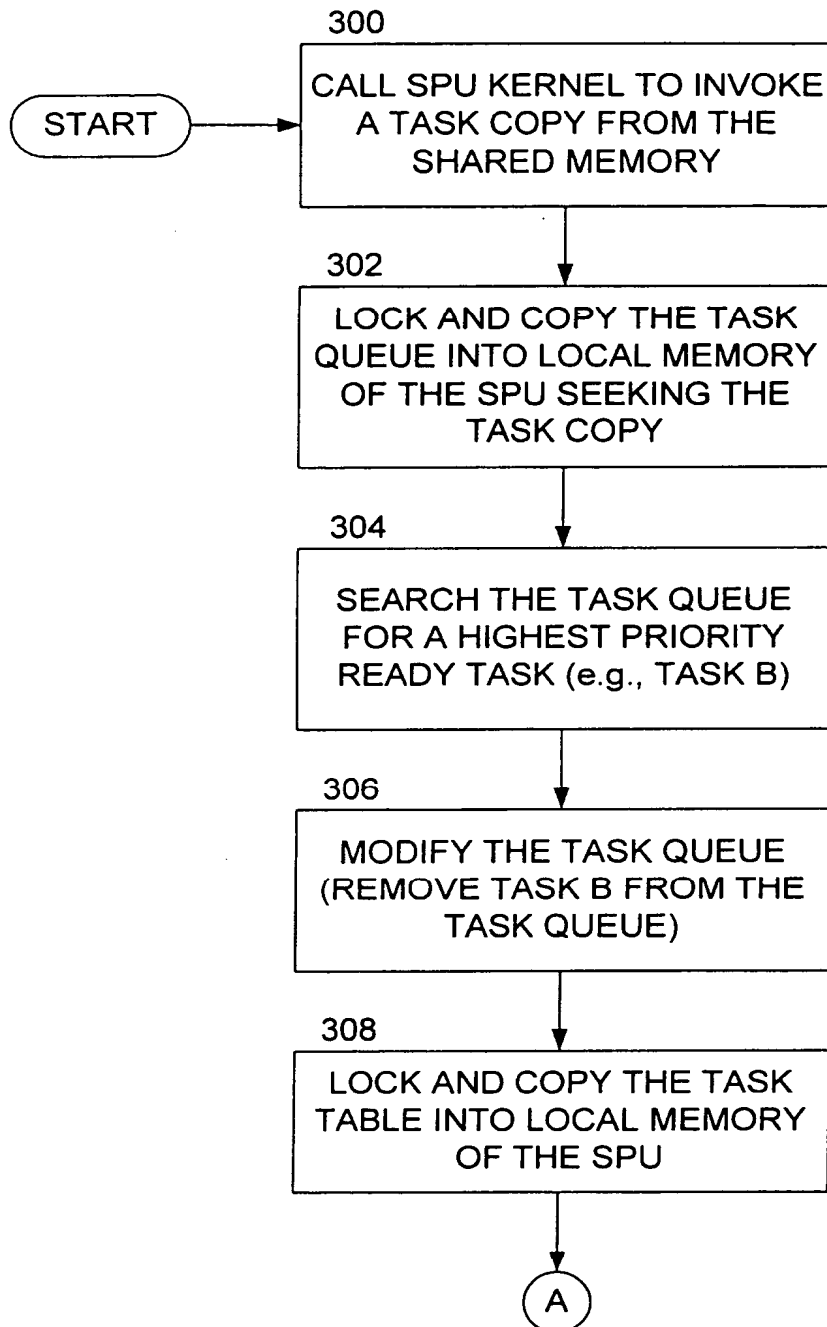 300
START
CALL SPU KERNEL TO INVOKE
A TASK COPY FROM THE
SHARED MEMORY
302
LOCK AND COPY THE TASK
QUEUE INTO LOCAL MEMORY
OF THE SPU SEEKING THE
TASK COPY
304
SEARCH THE TASK QUEUE
FOR A HIGHEST PRIORITY
READY TASK (e.g., TASK B)
306
MODIFY THE TASK QUEUE
(REMOVE TASK B FROM THE
TASK QUEUE)
308
LOCK AND COPY THE TASK
TABLE INTO LOCAL MEMORY
OF THE SPU
A